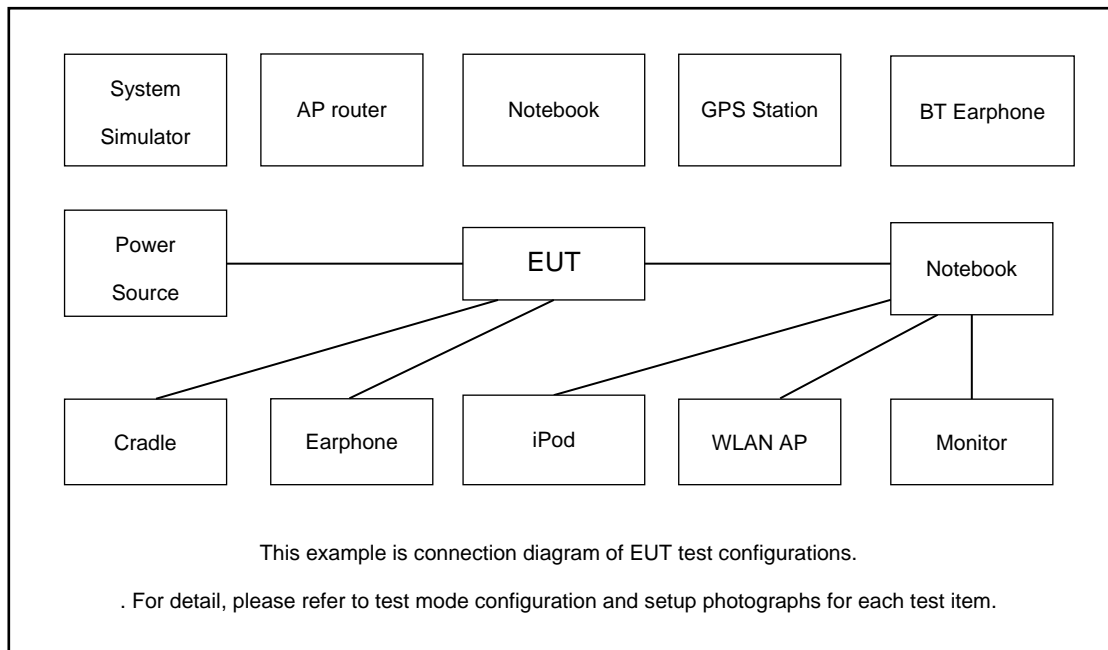 System
Simulator
AP router
Notebook
GPS Station
BT Earphone
Power
Source
EUT
Notebook
Cradle
Earphone
iPod
WLAN AP
Monitor
This example is connection diagram of EUT test configurations.
. For detail, please refer to test mode configuration and setup photographs for each test item.